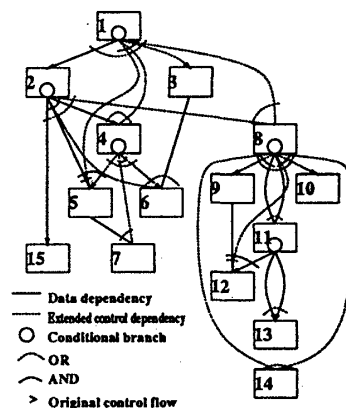 1
2
3
4
8
5
6
9
10
11
15
7
12
13
14
Data dependency
Extended control dependency
Conditional branch
OR
AND
Original control flow